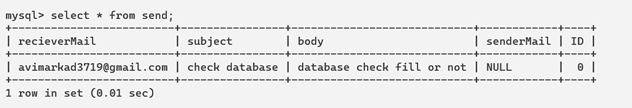 mysql> select * from send;
+------------------------+----------------+----------------------------+------------+----+
| recieverMail           | subject        | body                       | senderMail | ID |
+------------------------+----------------+----------------------------+------------+----+
| avimarkad3719@gmail.com | check database | database check fill or not | NULL       |  0 |
+------------------------+----------------+----------------------------+------------+----+
1 row in set (0.01 sec)